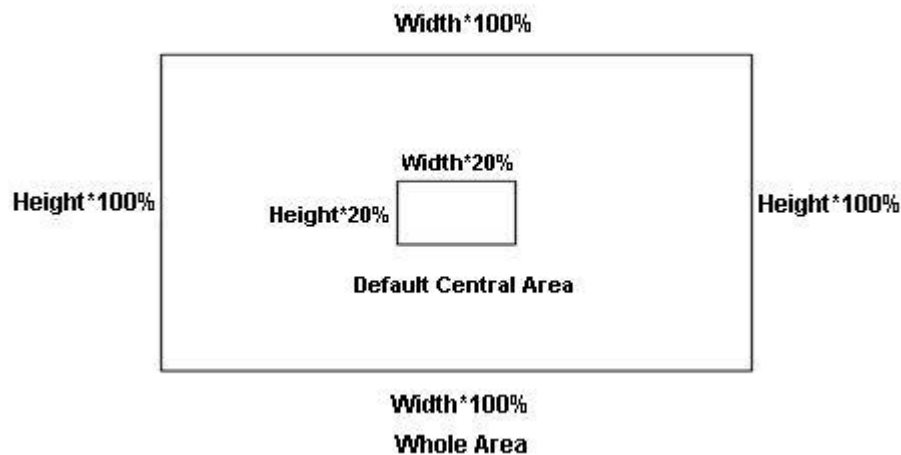 Width*100%
Width*20%
Height*100%
Height*20%
Height*100%
Default Central Area
Width*100%
Whole Area